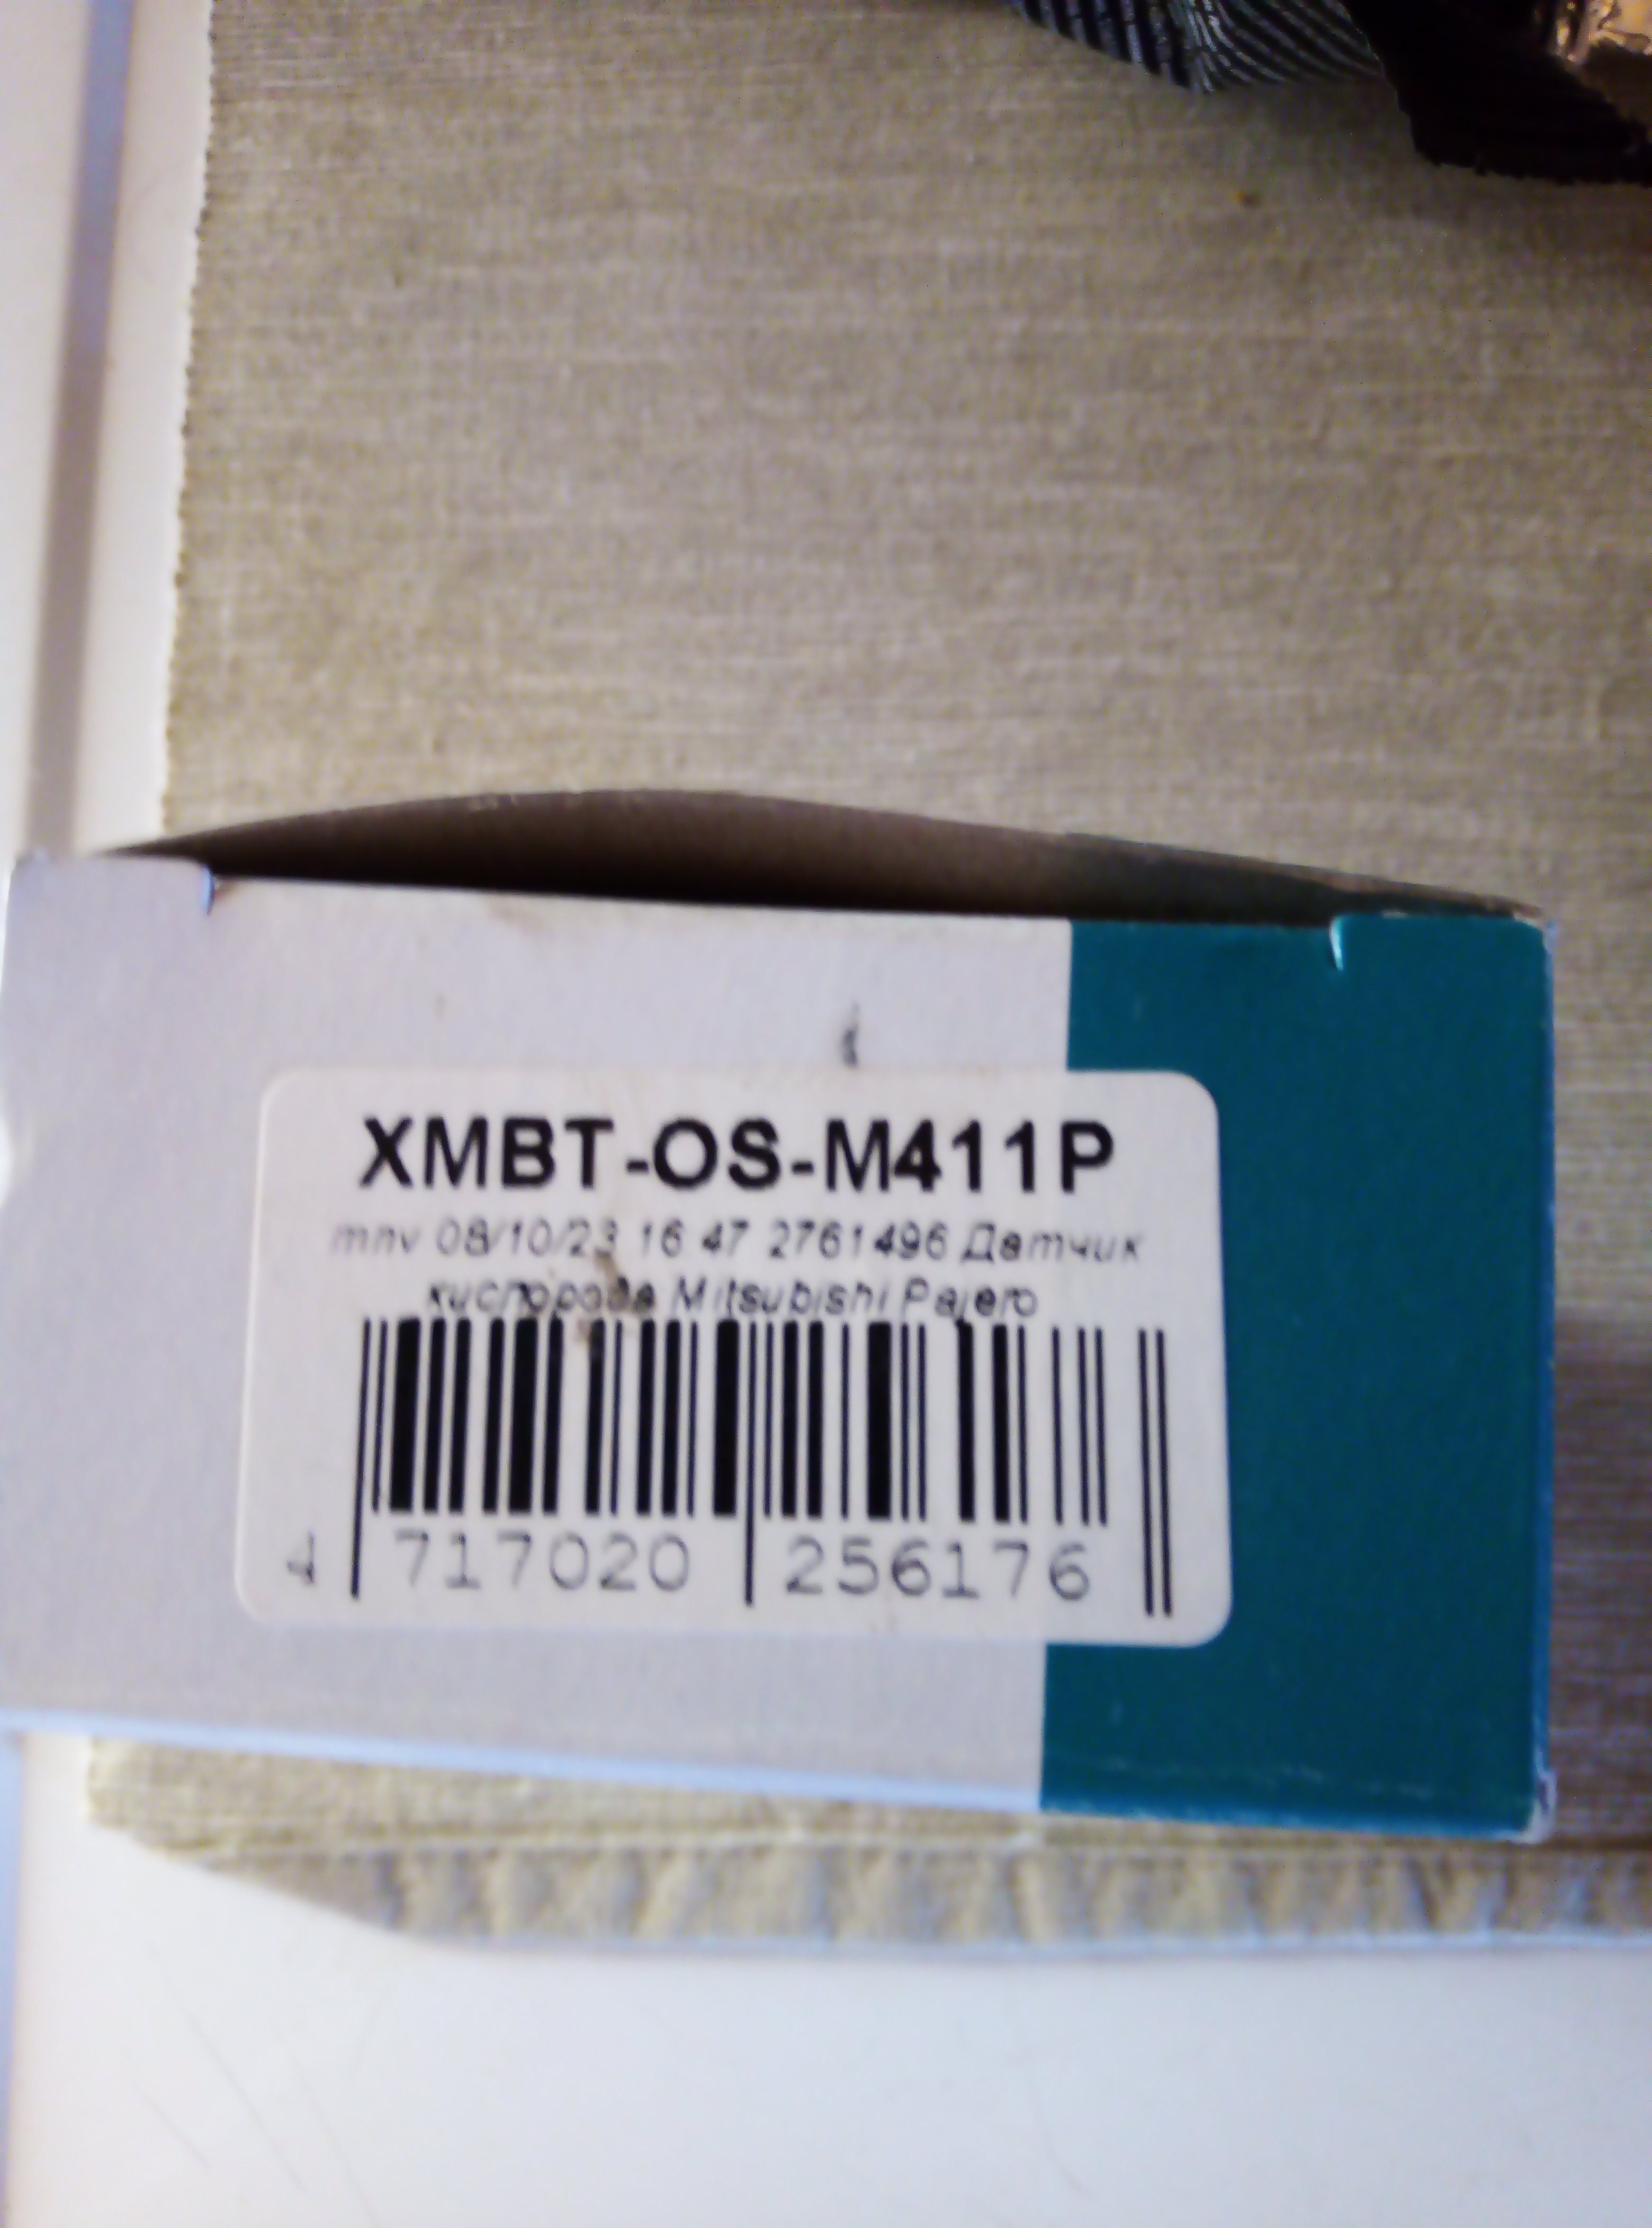 XMBT-OS-M411P
mnv 08/10/23 16:47 2761496 Датчик
кислорода Mitsubishi Pajero
4 717020 256176